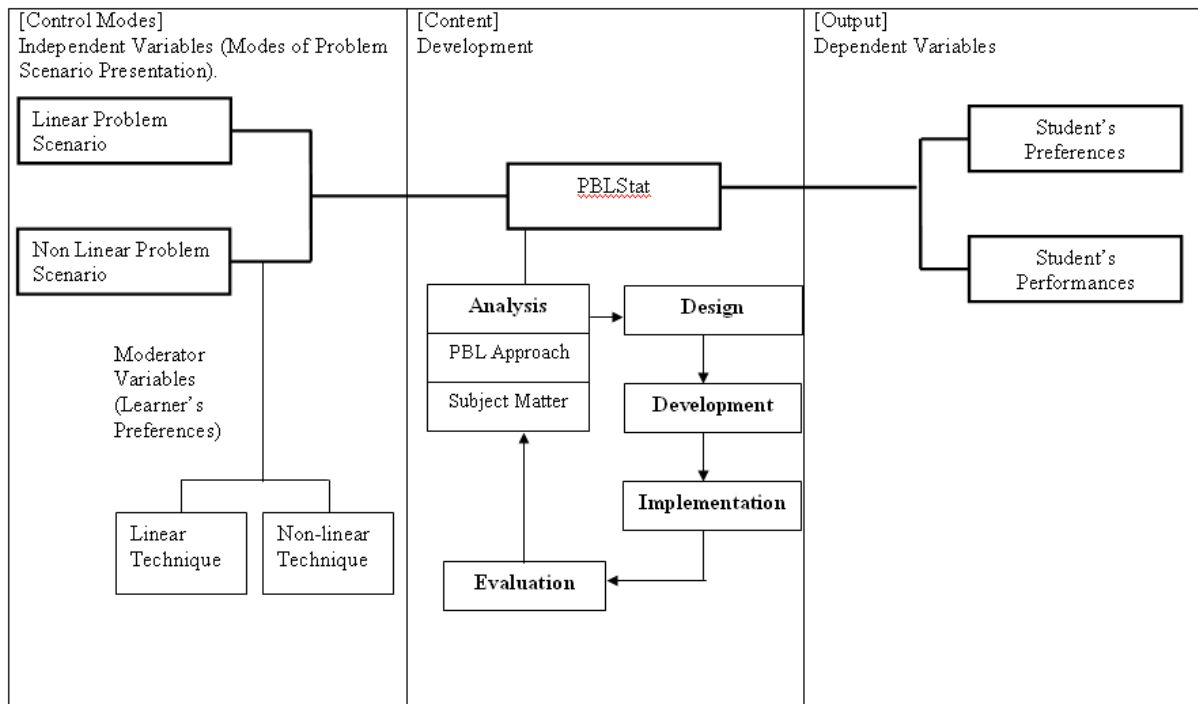 [Control Modes]
Independent Variables (Modes of Problem
Scenario Presentation).
Linear Problem
Scenario
Non Linear Problem
Scenario
Moderator
Variables
(Learner's
Preferences)
Linear
Technique
Non-linear
Technique
[Content]
Development
PBLStat
Analysis
PBL Approach
Subject Matter
Design
Development
Implementation
Evaluation
[Output]
Dependent Variables
Student's
Preferences
Student's
Performances